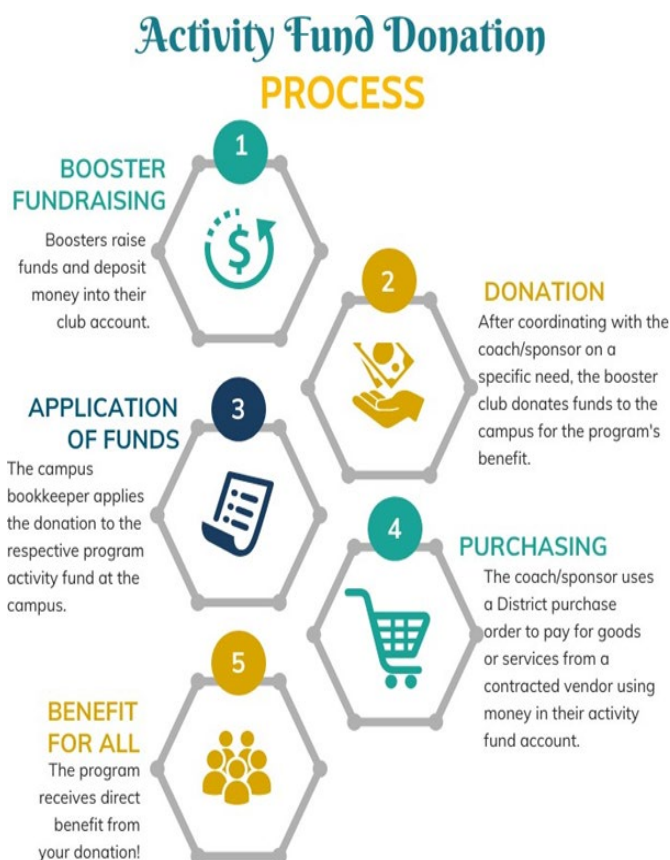 Activity Fund Donation
PROCESS
1
BOOSTER
FUNDRAISING
Boosters raise
funds and deposit
money into their
club account.
$
2
DONATION
After coordinating with the
coach/sponsor on a
specific need, the booster
club donates funds to the
campus for the program's
benefit.
3
APPLICATION
OF FUNDS
The campus
bookkeeper applies
the donation to the
respective program
activity fund at the
campus.
4
PURCHASING
The coach/sponsor uses
a District purchase
order to pay for goods
or services from a
contracted vendor using
money in their activity
fund account.
5
BENEFIT
FOR ALL
The program
receives direct
benefit from
your donation!